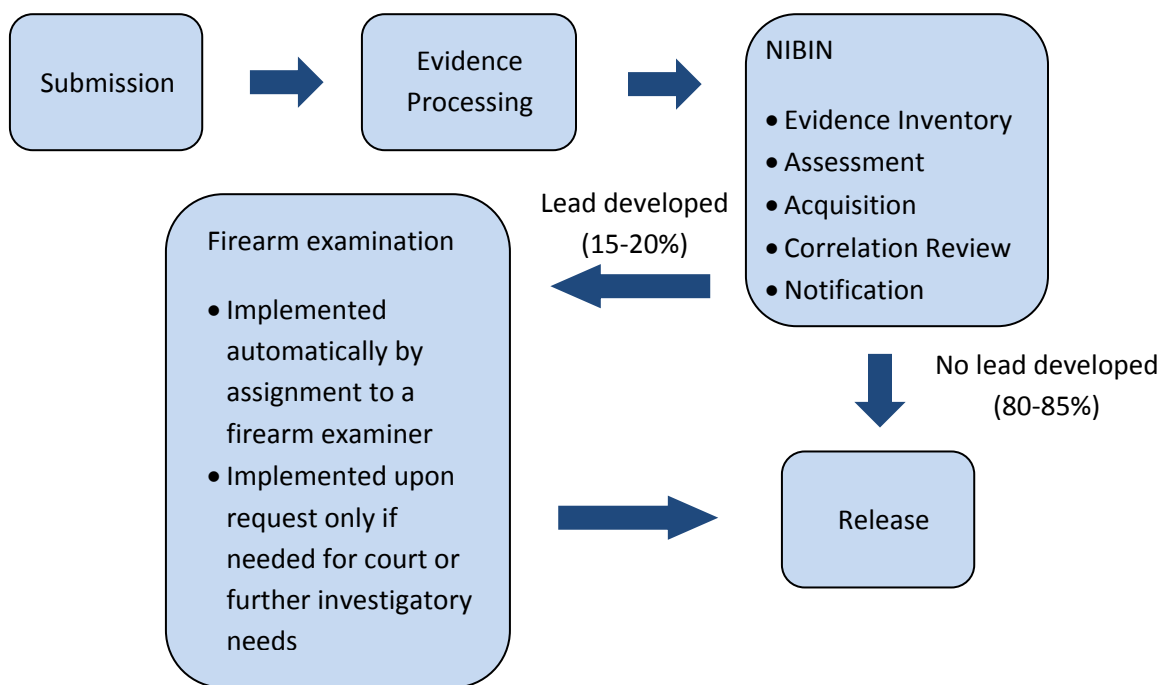 Submission
Evidence
Processing
NIBIN
• Evidence Inventory
• Assessment
• Acquisition
• Correlation Review
• Notification
Lead developed
(15-20%)
Firearm examination
• Implemented
automatically by
assignment to a
firearm examiner
• Implemented upon
request only if
needed for court or
further investigatory
needs
No lead developed
(80-85%)
Release